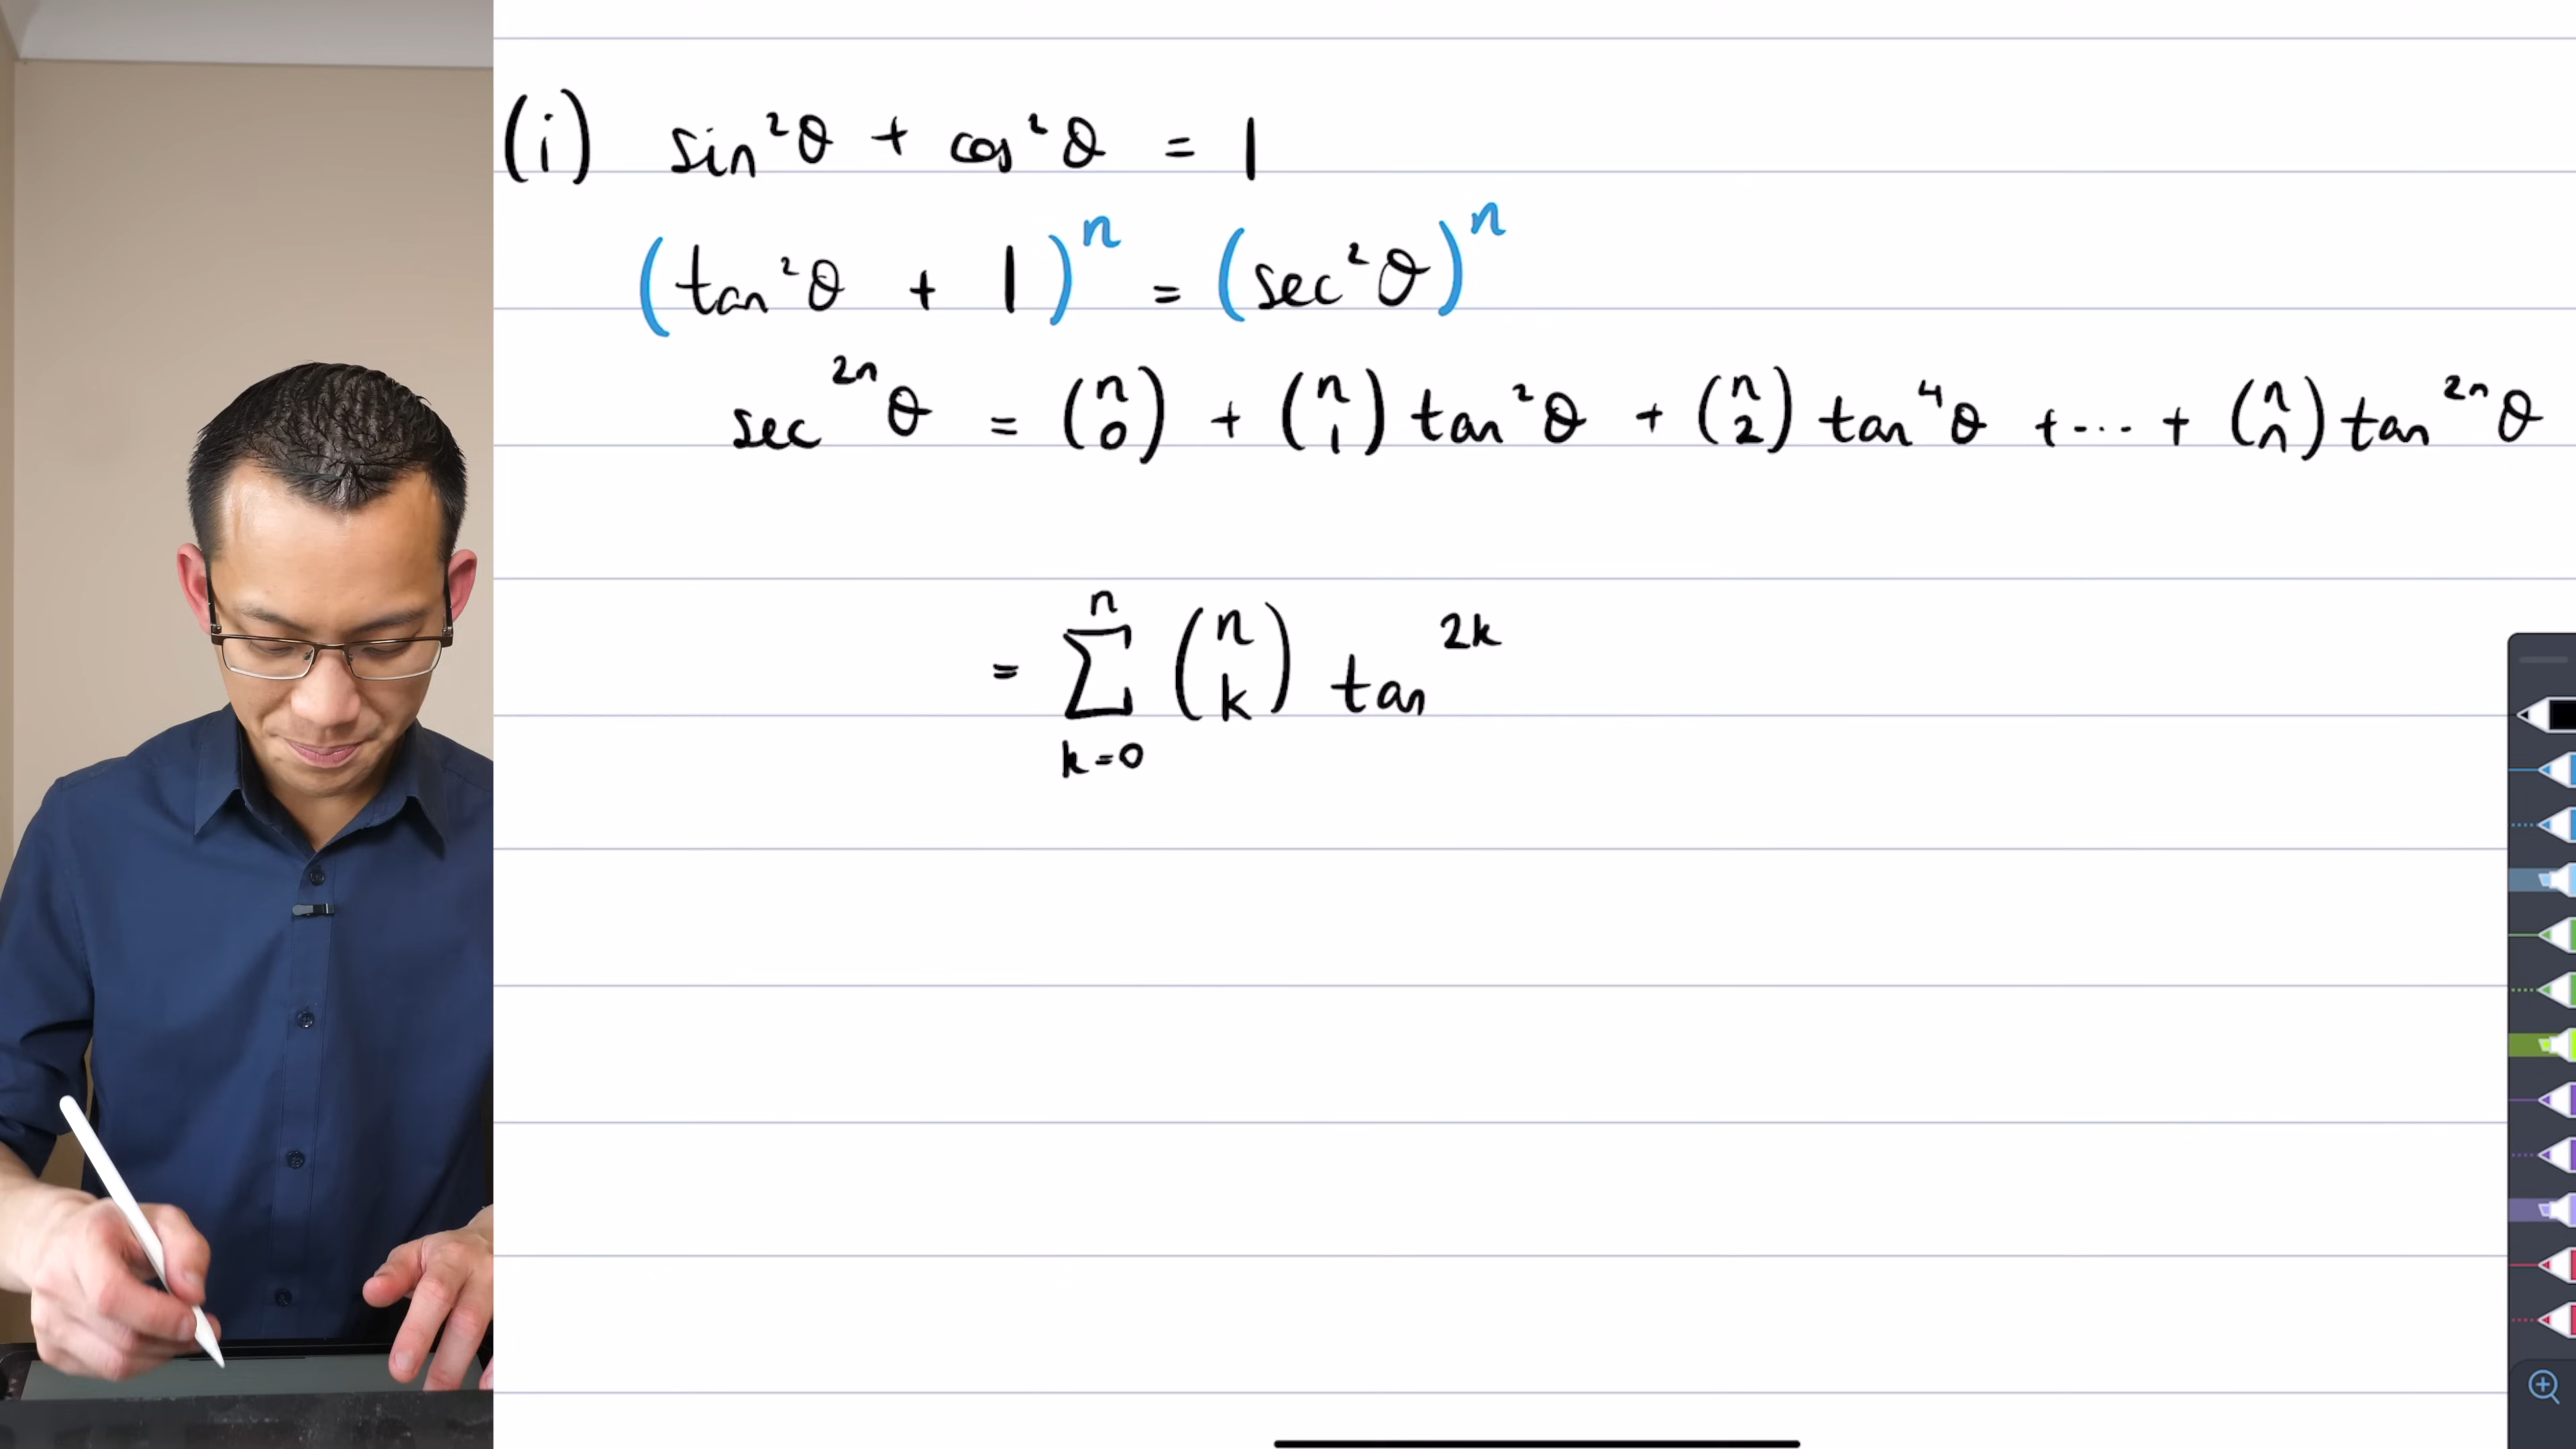 (i) sin²θ + cos²θ = 1
(tan²θ + 1)ⁿ = (sec²θ)ⁿ
sec²ⁿθ = (n 0) + (n 1) tan²θ + (n 2) tan⁴θ + ... + (n n) tan²ⁿθ
= Σ_{k=0}^{n} (n k) tan^{2k}